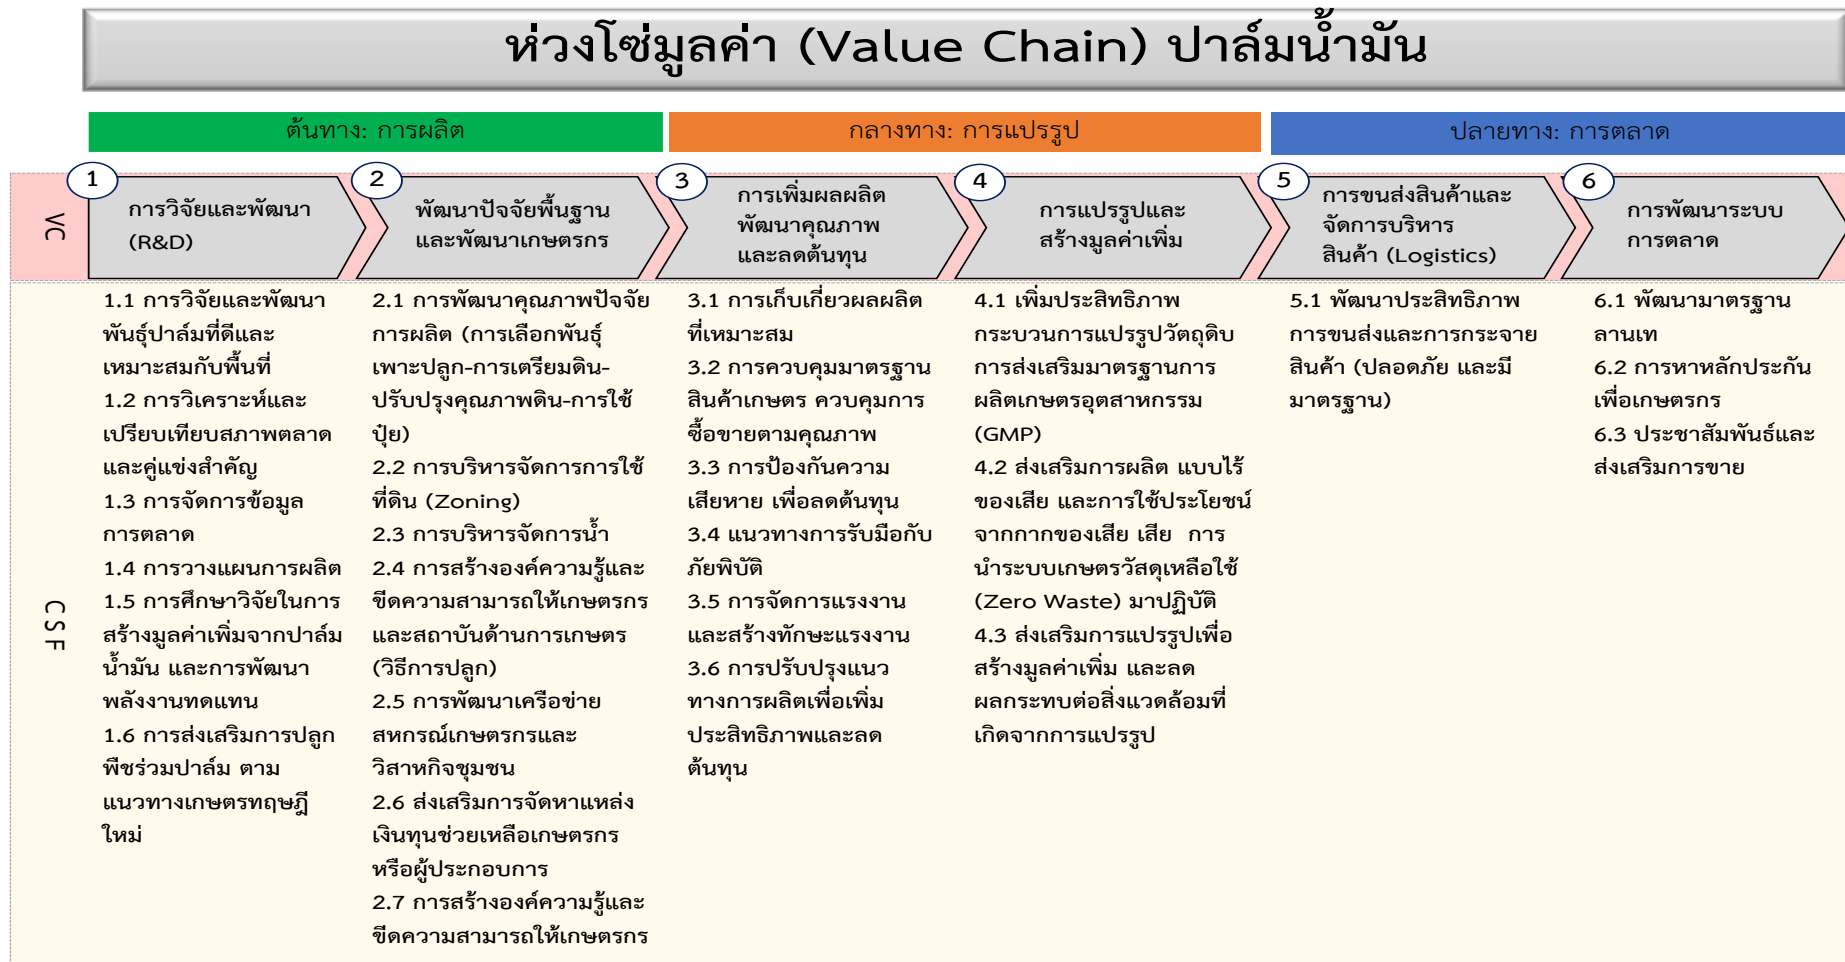 ห่วงโซ่มูลค่า (Value Chain) ปาล์มน้ำมัน
ต้นทาง: การผลิต
กลางทาง: การแปรรูป
ปลายทาง: การตลาด
VC
1
การวิจัยและพัฒนา
(R&D)
2
พัฒนาปัจจัยพื้นฐาน
และพัฒนาเกษตรกร
3
การเพิ่มผลผลิต
พัฒนาคุณภาพ
และลดต้นทุน
4
การแปรรูปและ
สร้างมูลค่าเพิ่ม
5
การขนส่งสินค้าและ
จัดการบริหาร
สินค้า (Logistics)
6
การพัฒนาระบบ
การตลาด
CSF
1.1 การวิจัยและพัฒนา
พันธุ์ปาล์มที่ดีและ
เหมาะสมกับพื้นที่
1.2 การวิเคราะห์และ
เปรียบเทียบสภาพตลาด
และคู่แข่งสำคัญ
1.3 การจัดการข้อมูล
การตลาด
1.4 การวางแผนการผลิต
1.5 การศึกษาวิจัยในการ
สร้างมูลค่าเพิ่มจากปาล์ม
น้ำมัน และการพัฒนา
พลังงานทดแทน
1.6 การส่งเสริมการปลูก
พืชร่วมปาล์ม ตาม
แนวทางเกษตรทฤษฎี
ใหม่
2.1 การพัฒนาคุณภาพปัจจัย
การผลิต (การเลือกพันธุ์
เพาะปลูก-การเตรียมดิน-
ปรับปรุงคุณภาพดิน-การใช้
ปุ๋ย)
2.2 การบริหารจัดการการใช้
ที่ดิน (Zoning)
2.3 การบริหารจัดการน้ำ
2.4 การสร้างองค์ความรู้และ
ขีดความสามารถให้เกษตรกร
และสถาบันด้านการเกษตร
(วิธีการปลูก)
2.5 การพัฒนาเครือข่าย
สหกรณ์เกษตรกรและ
วิสาหกิจชุมชน
2.6 ส่งเสริมการจัดหาแหล่ง
เงินทุนช่วยเหลือเกษตรกร
หรือผู้ประกอบการ
2.7 การสร้างองค์ความรู้และ
ขีดความสามารถให้เกษตรกร
3.1 การเก็บเกี่ยวผลผลิต
ที่เหมาะสม
3.2 การควบคุมมาตรฐาน
สินค้าเกษตร ควบคุมการ
ซื้อขายตามคุณภาพ
3.3 การป้องกันความ
เสียหาย เพื่อลดต้นทุน
3.4 แนวทางการรับมือกับ
ภัยพิบัติ
3.5 การจัดการแรงงาน
และสร้างทักษะแรงงาน
3.6 การปรับปรุงแนว
ทางการผลิตเพื่อเพิ่ม
ประสิทธิภาพและลด
ต้นทุน
4.1 เพิ่มประสิทธิภาพ
กระบวนการแปรรูปวัตถุดิบ
การส่งเสริมมาตรฐานการ
ผลิตเกษตรอุตสาหกรรม
(GMP)
4.2 ส่งเสริมการผลิต แบบไร้
ของเสีย และการใช้ประโยชน์
จากกากของเสีย เสีย การ
นำระบบเกษตรวัสดุเหลือใช้
(Zero Waste) มาปฏิบัติ
4.3 ส่งเสริมการแปรรูปเพื่อ
สร้างมูลค่าเพิ่ม และลด
ผลกระทบต่อสิ่งแวดล้อมที่
เกิดจากการแปรรูป
5.1 พัฒนาประสิทธิภาพ
การขนส่งและการกระจาย
สินค้า (ปลอดภัย และมี
มาตรฐาน)
6.1 พัฒนามาตรฐาน
ลานเท
6.2 การหาหลักประกัน
เพื่อเกษตรกร
6.3 ประชาสัมพันธ์และ
ส่งเสริมการขาย